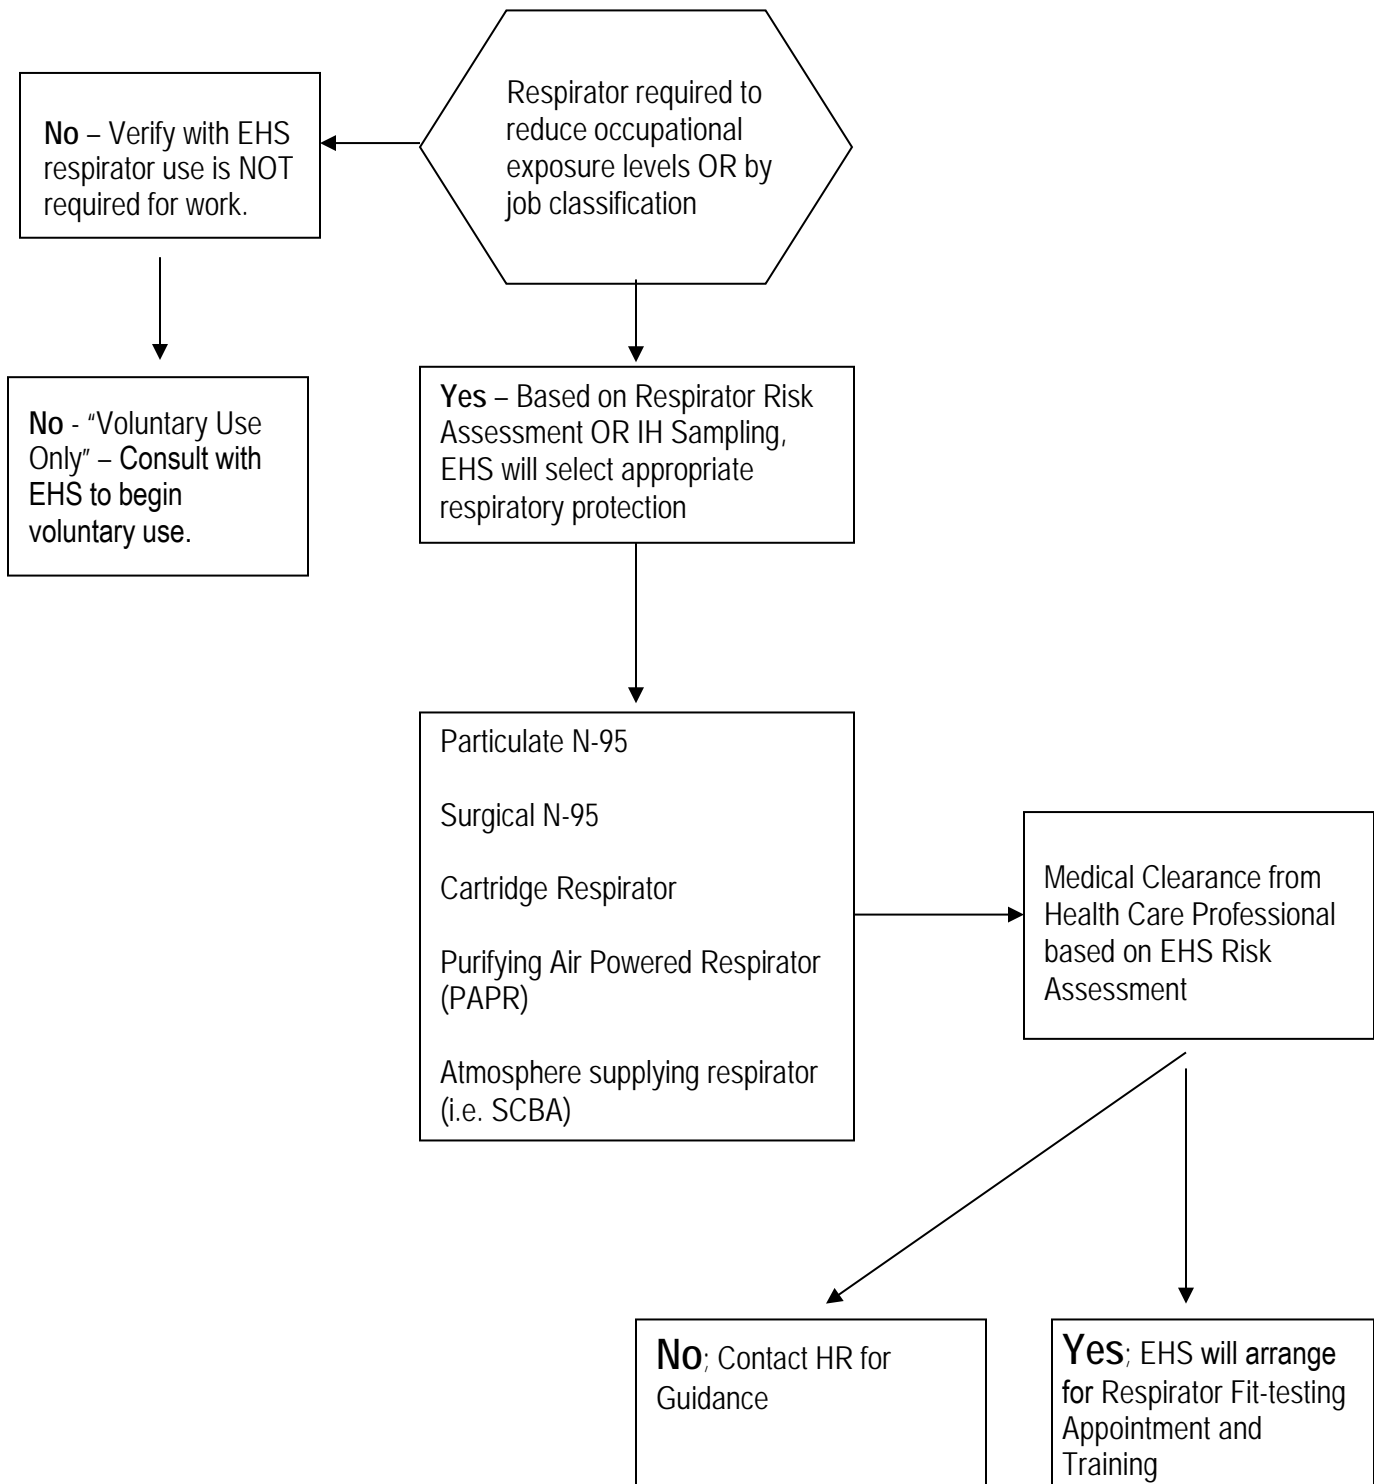 Respirator required to
reduce occupational
exposure levels OR by
job classification
No – Verify with EHS
respirator use is NOT
required for work.
No - “Voluntary Use
Only” – Consult with
EHS to begin
voluntary use.
Yes – Based on Respirator Risk
Assessment OR IH Sampling,
EHS will select appropriate
respiratory protection
Particulate N-95
Surgical N-95
Cartridge Respirator
Purifying Air Powered Respirator
(PAPR)
Atmosphere supplying respirator
(i.e. SCBA)
Medical Clearance from
Health Care Professional
based on EHS Risk
Assessment
No; Contact HR for
Guidance
Yes; EHS will arrange
for Respirator Fit-testing
Appointment and
Training